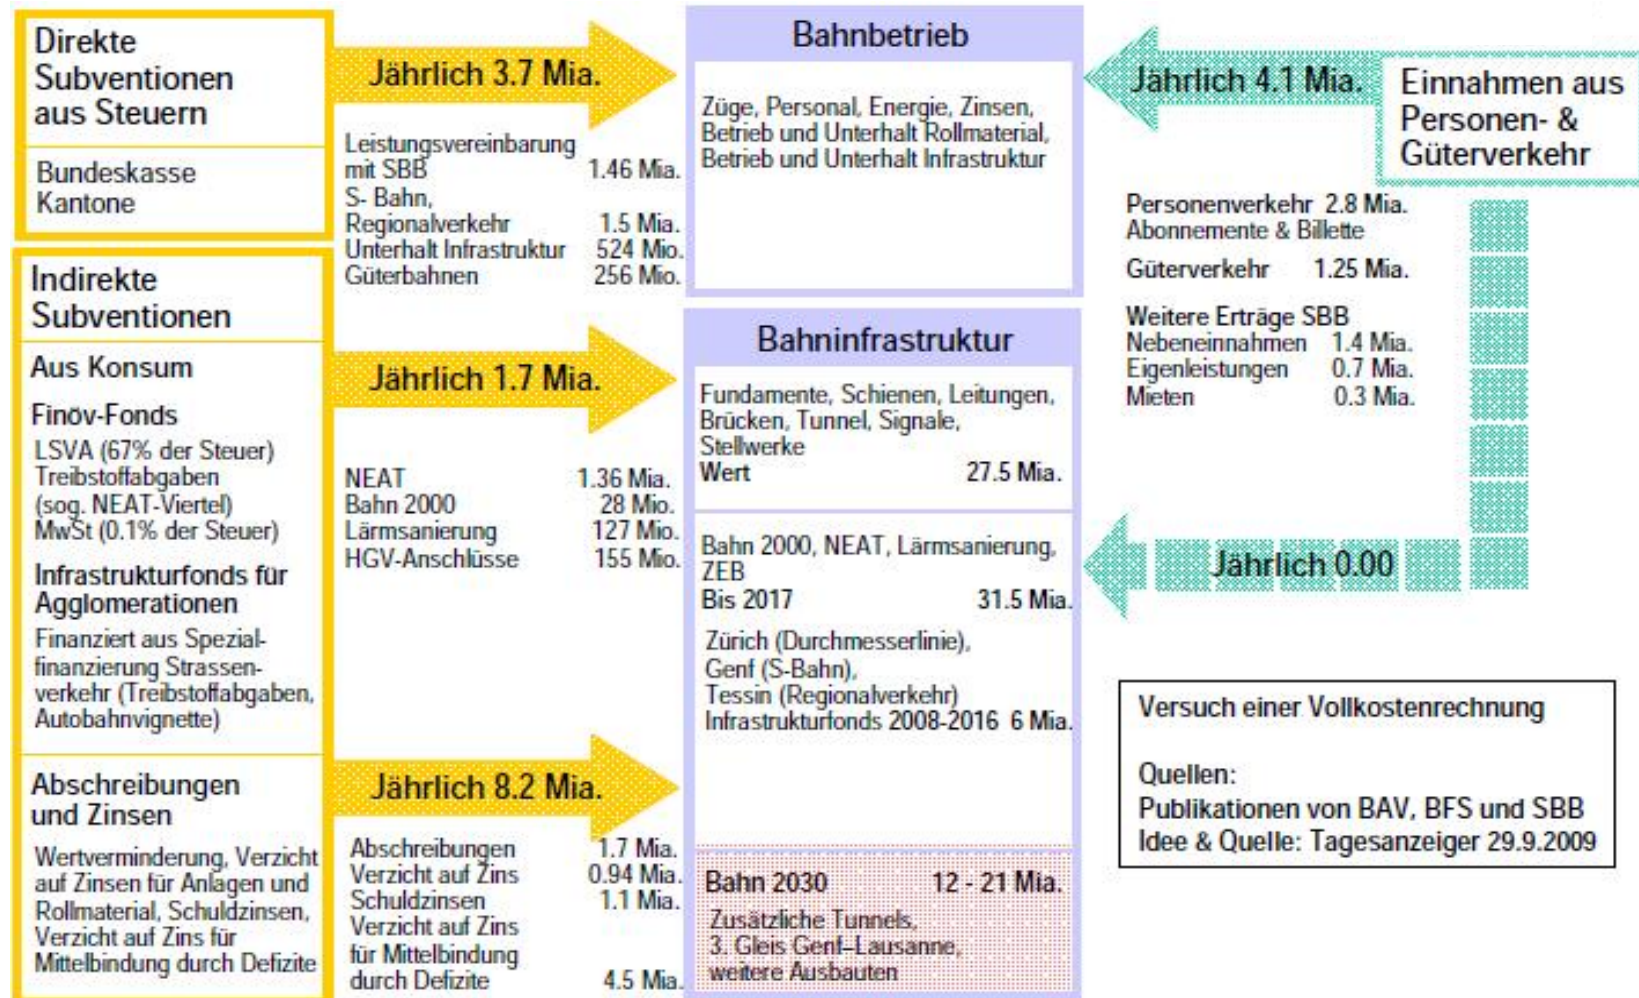 Direkte
Subventionen
aus Steuern
Bundeskasse
Kantone
Jährlich 3.7 Mia.
Leistungsvereinbarung
mit SBB 1.46 Mia.
S- Bahn,
Regionalverkehr 1.5 Mia.
Unterhalt Infrastruktur 524 Mio.
Güterbahnen 256 Mio.
Bahnbetrieb
Züge, Personal, Energie, Zinsen,
Betrieb und Unterhalt Rollmaterial,
Betrieb und Unterhalt Infrastruktur
Jährlich 4.1 Mia.
Einnahmen aus
Personen- &
Güterverkehr
Personenverkehr 2.8 Mia.
Abonnemente & Billette
Güterverkehr 1.25 Mia.
Weitere Erträge SBB
Nebeneinnahmen 1.4 Mia.
Eigenleistungen 0.7 Mia.
Mieten 0.3 Mia.
Indirekte
Subventionen
Aus Konsum
Finöv-Fonds
LSVA (67% der Steuer)
Treibstoffabgaben
(sog. NEAT-Viertel)
MwSt (0.1% der Steuer)
Infrastrukturfonds für
Agglomerationen
Finanziert aus Spezial-
finanzierung Strassen-
verkehr (Treibstoffabgaben,
Autobahnvignette)
Jährlich 1.7 Mia.
NEAT 1.36 Mia.
Bahn 2000 28 Mio.
Lärmsanierung 127 Mio.
HGV-Anschlüsse 155 Mio.
Bahninfrastruktur
Fundamente, Schienen, Leitungen,
Brücken, Tunnel, Signale,
Stellwerke
Wert 27.5 Mia.
Bahn 2000, NEAT, Lärmsanierung,
ZEB
Bis 2017 31.5 Mia.
Zürich (Durchmesserlinie),
Genf (S-Bahn),
Tessin (Regionalverkehr)
Infrastrukturfonds 2008-2016 6 Mia.
Jährlich 0.00
Abschreibungen
und Zinsen
Wertverminderung, Verzicht
auf Zinsen für Anlagen und
Rollmaterial, Schuldzinsen,
Verzicht auf Zins für
Mittelbindung durch Defizite
Jährlich 8.2 Mia.
Abschreibungen 1.7 Mia.
Verzicht auf Zins 0.94 Mia.
Schuldzinsen 1.1 Mia.
Verzicht auf Zins
für Mittelbindung
durch Defizite 4.5 Mia.
Bahn 2030 12 - 21 Mia.
Zusätzliche Tunnels,
3. Gleis Genf–Lausanne,
weitere Ausbauten
Versuch einer Vollkostenrechnung
Quellen:
Publikationen von BAV, BFS und SBB
Idee & Quelle: Tagesanzeiger 29.9.2009